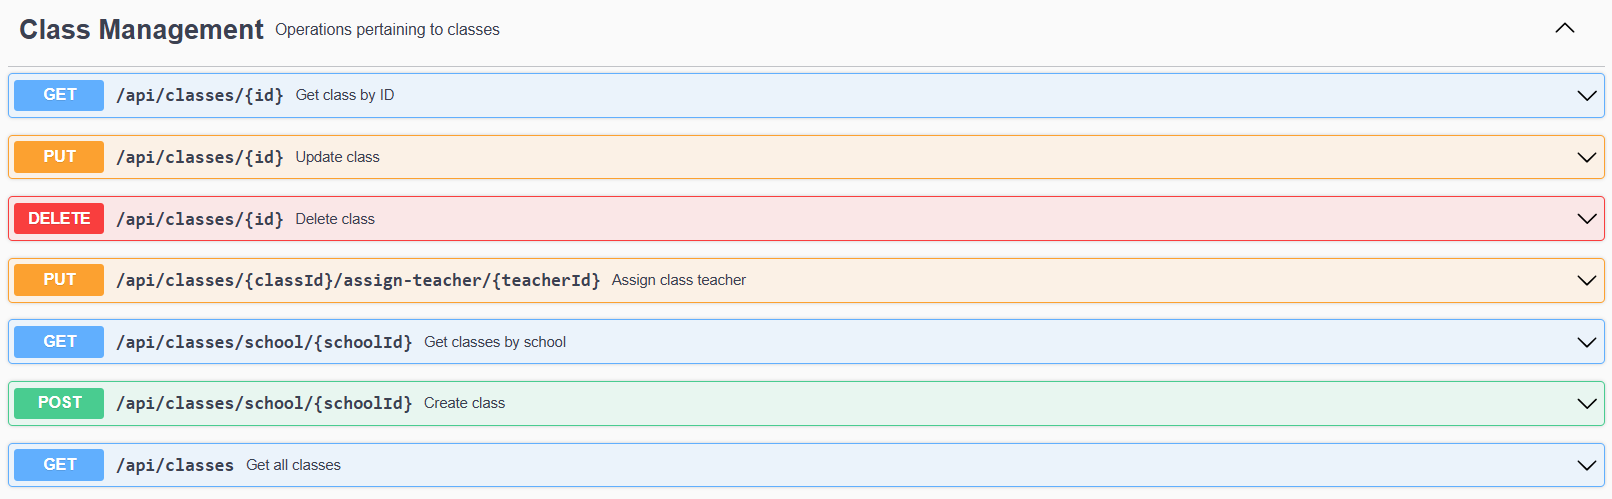 Class Management Operations pertaining to classes
GET /api/classes/{id} Get class by ID
PUT /api/classes/{id} Update class
DELETE /api/classes/{id} Delete class
PUT /api/classes/{classId}/assign-teacher/{teacherId} Assign class teacher
GET /api/classes/school/{schoolId} Get classes by school
POST /api/classes/school/{schoolId} Create class
GET /api/classes Get all classes